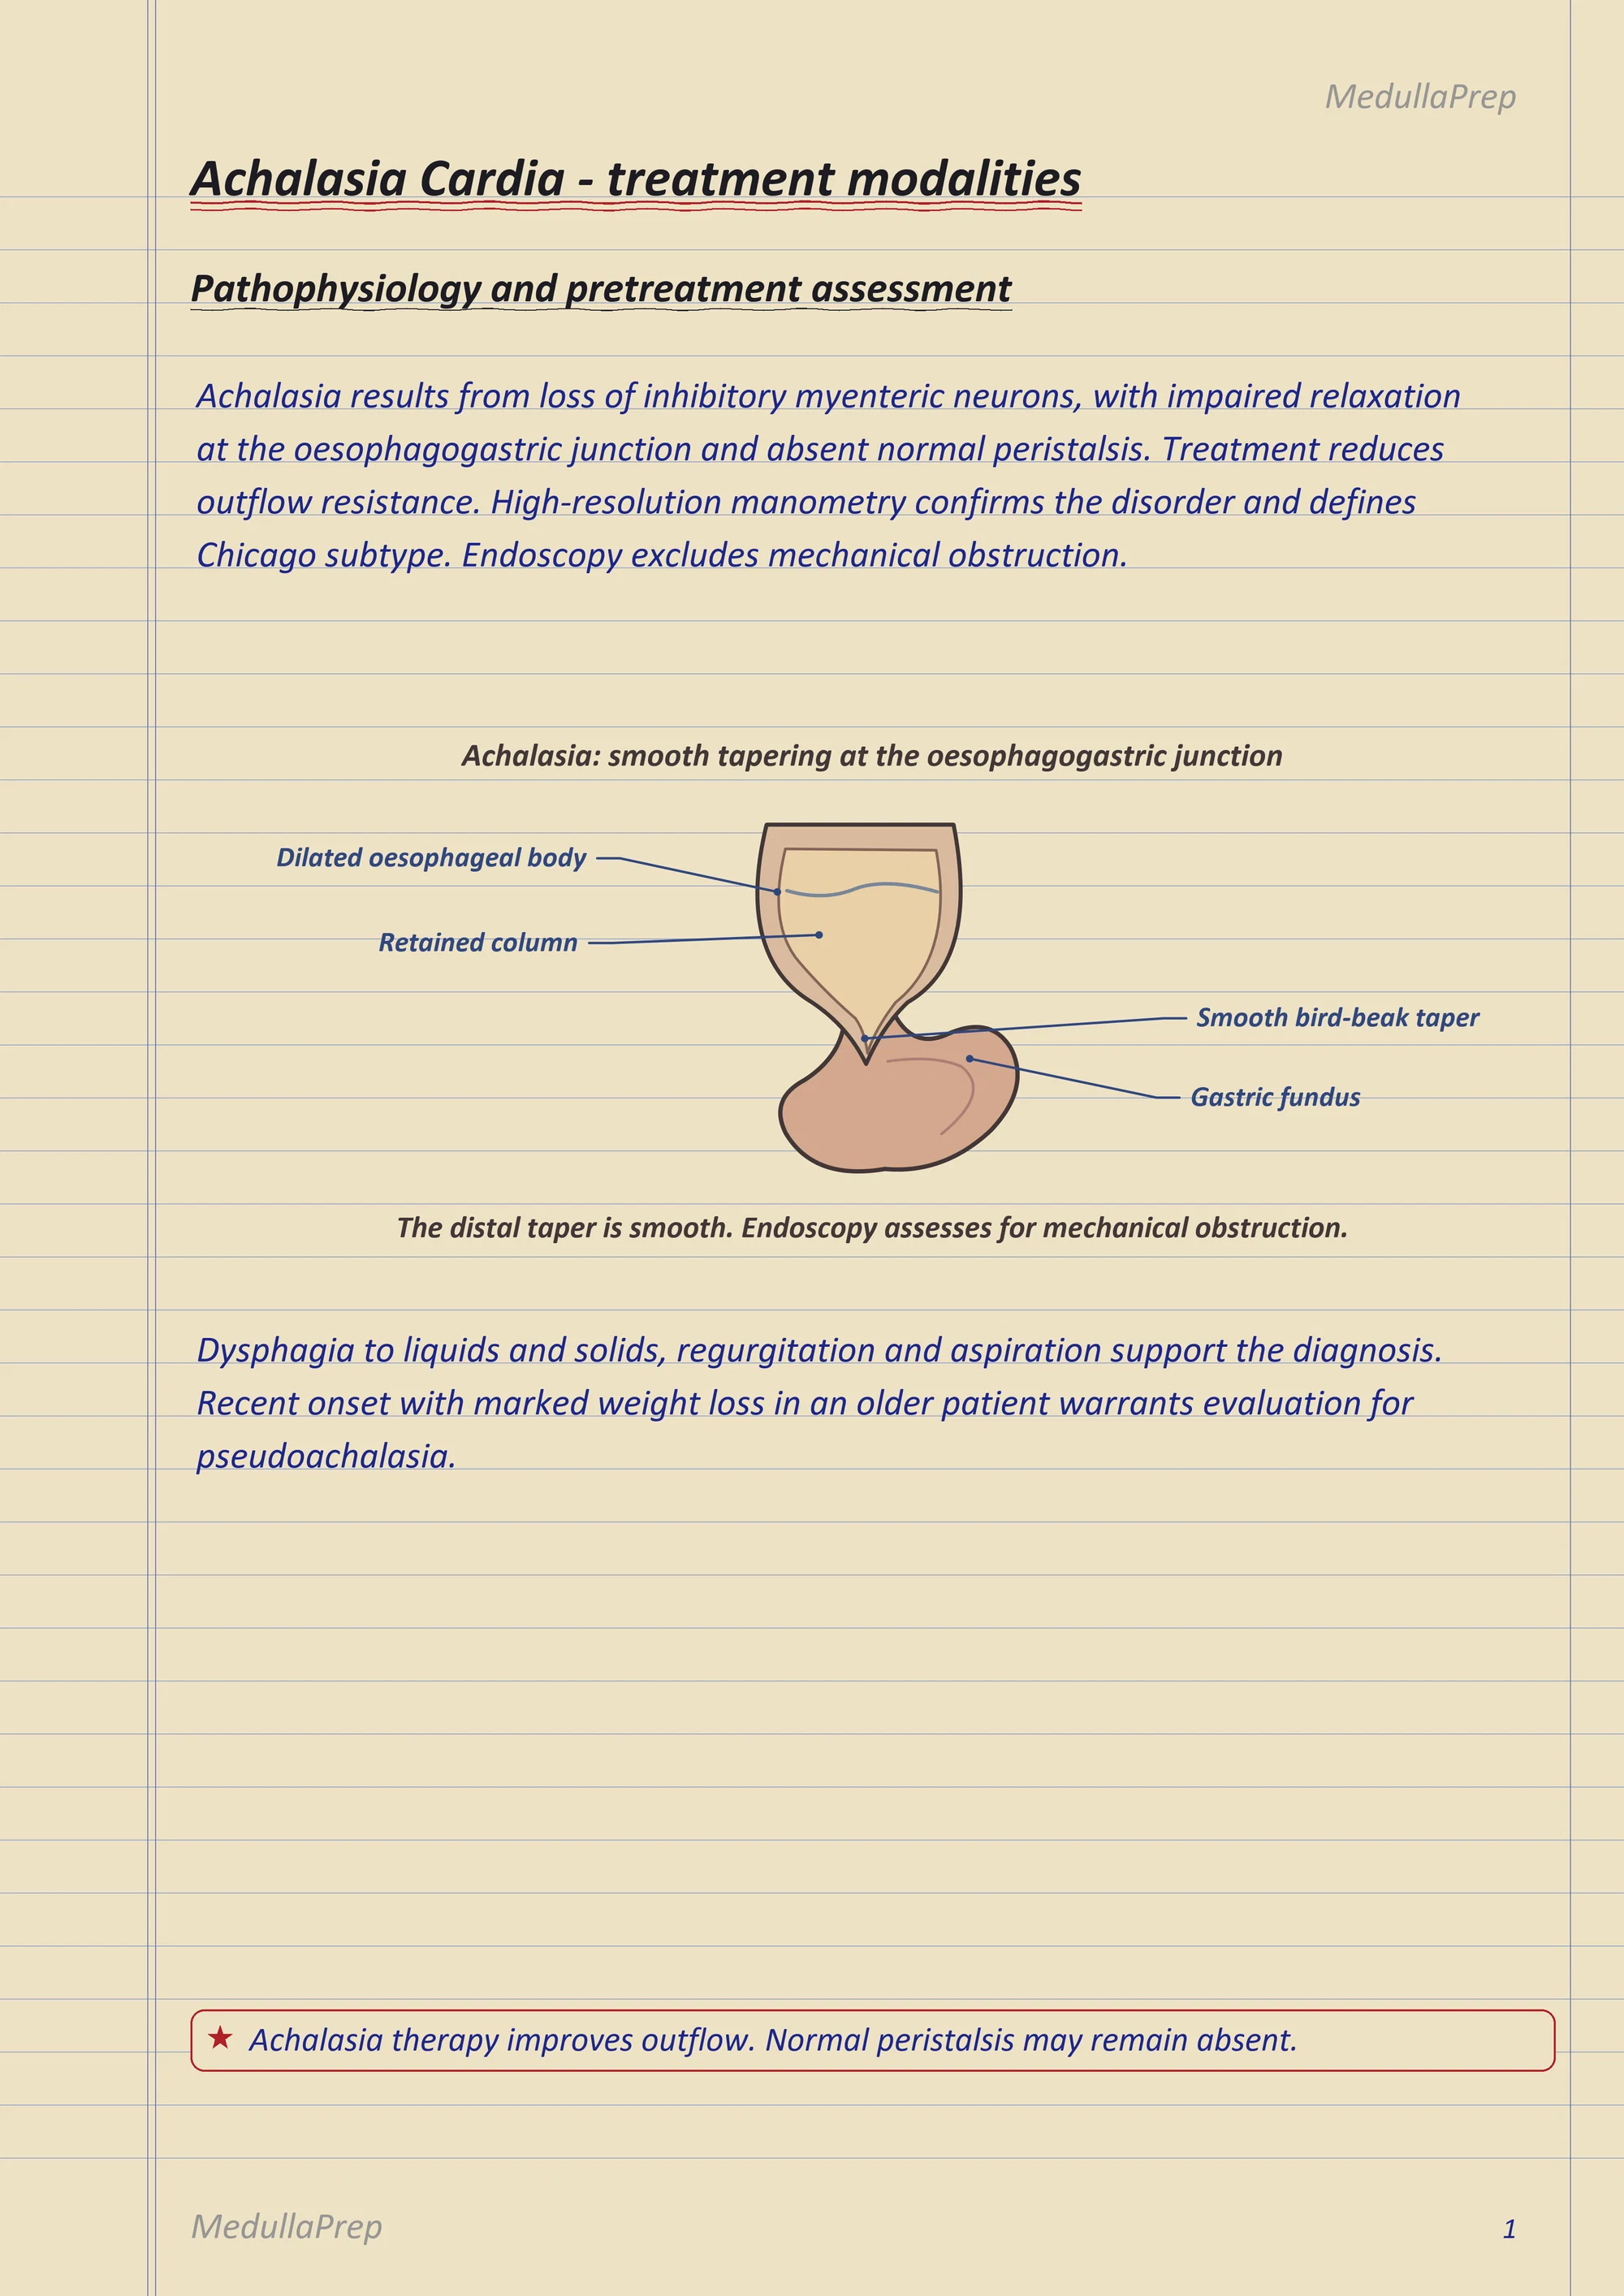 MedullaPrep
Achalasia Cardia - treatment modalities
Pathophysiology and pretreatment assessment
Achalasia results from loss of inhibitory myenteric neurons, with impaired relaxation
at the oesophagogastric junction and absent normal peristalsis. Treatment reduces
outflow resistance. High-resolution manometry confirms the disorder and defines
Chicago subtype. Endoscopy excludes mechanical obstruction.
Achalasia: smooth tapering at the oesophagogastric junction
Dilated oesophageal body
Retained column
Smooth bird-beak taper
Gastric fundus
The distal taper is smooth. Endoscopy assesses for mechanical obstruction.
Dysphagia to liquids and solids, regurgitation and aspiration support the diagnosis.
Recent onset with marked weight loss in an older patient warrants evaluation for
pseudoachalasia.
★ Achalasia therapy improves outflow. Normal peristalsis may remain absent.
MedullaPrep
1